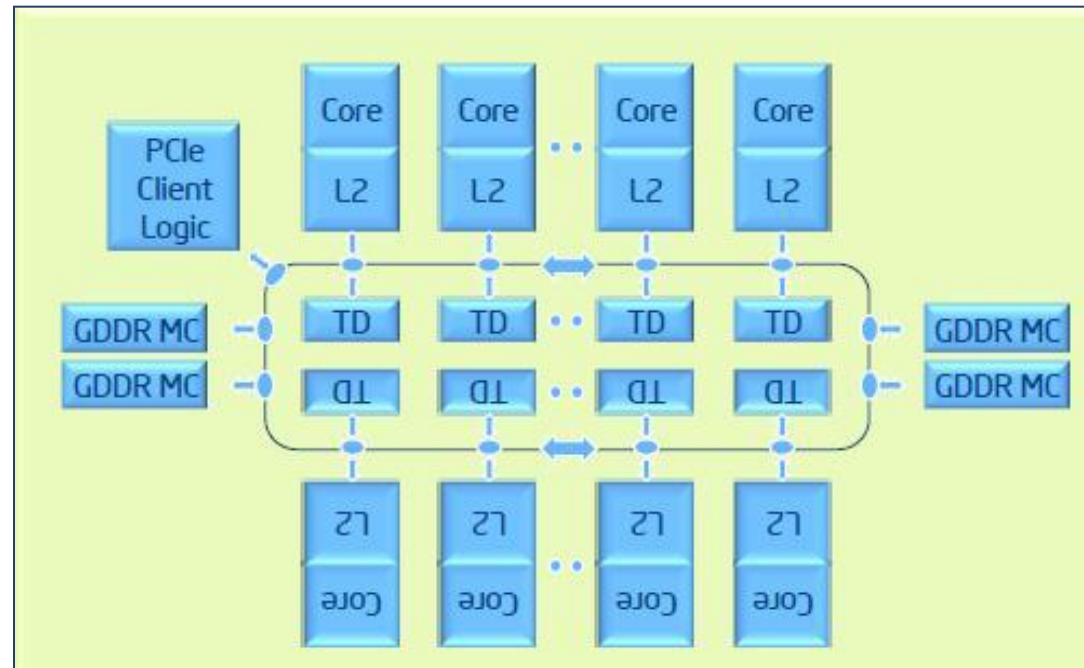 Core Core Core Core
PCIe
Client
Logic
L2 L2 L2 L2
GDDR MC TD TD TD TD GDDR MC
GDDR MC TD TD TD TD GDDR MC
L2 L2 L2 L2
Core Core Core Core